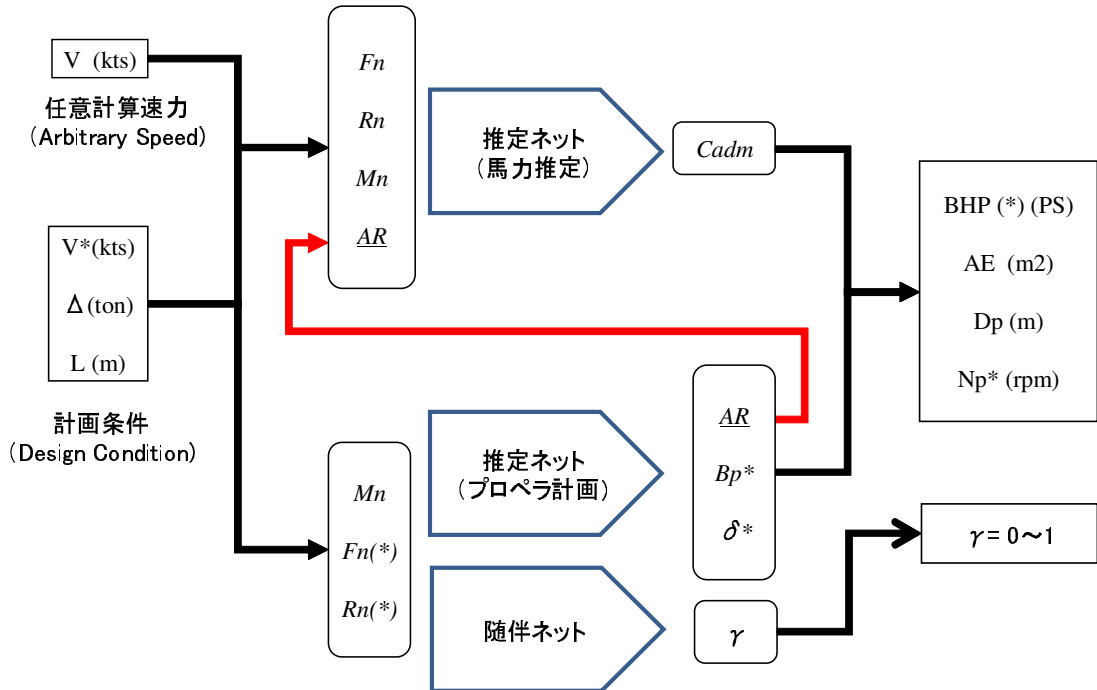 V (kts)
任意計算速力
(Arbitrary Speed)
V*(kts)
Δ(ton)
L (m)
計画条件
(Design Condition)
Fn
Rn
Mn
AR
推定ネット
(馬力推定)
Cadm
Mn
Fn(*)
Rn(*)
推定ネット
(プロペラ計画)
随伴ネット
AR
Bp*
δ*
γ
BHP (*) (PS)
AE (m2)
Dp (m)
Np* (rpm)
γ=0～1